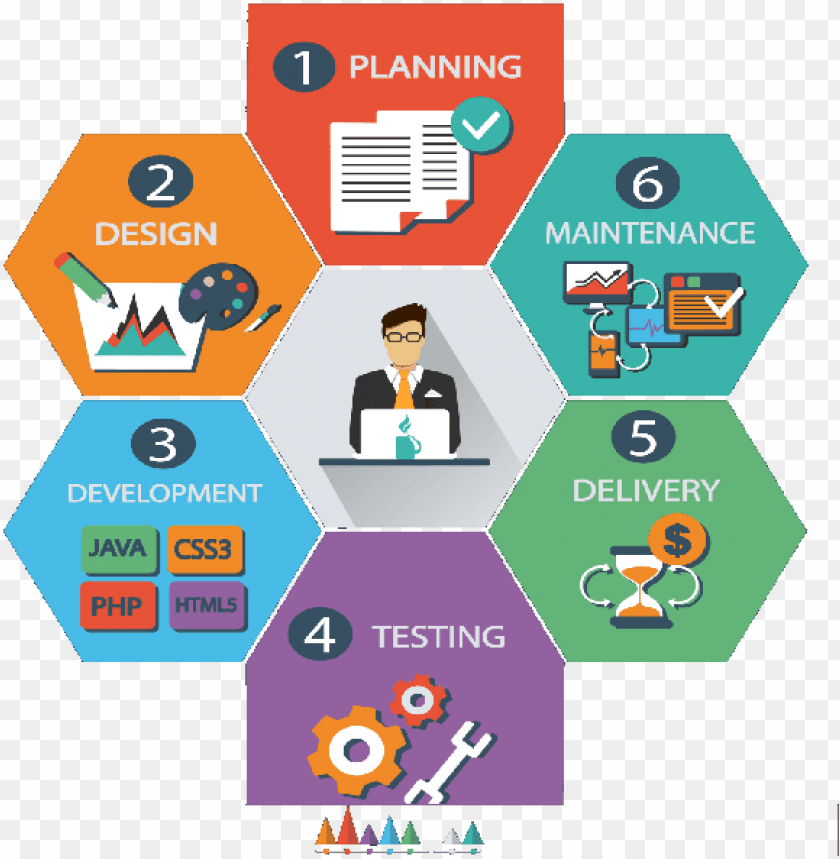 1 PLANNING
2
DESIGN
3
DEVELOPMENT
JAVA CSS3
PHP HTML5
4 TESTING
5
DELIVERY
$
6
MAINTENANCE